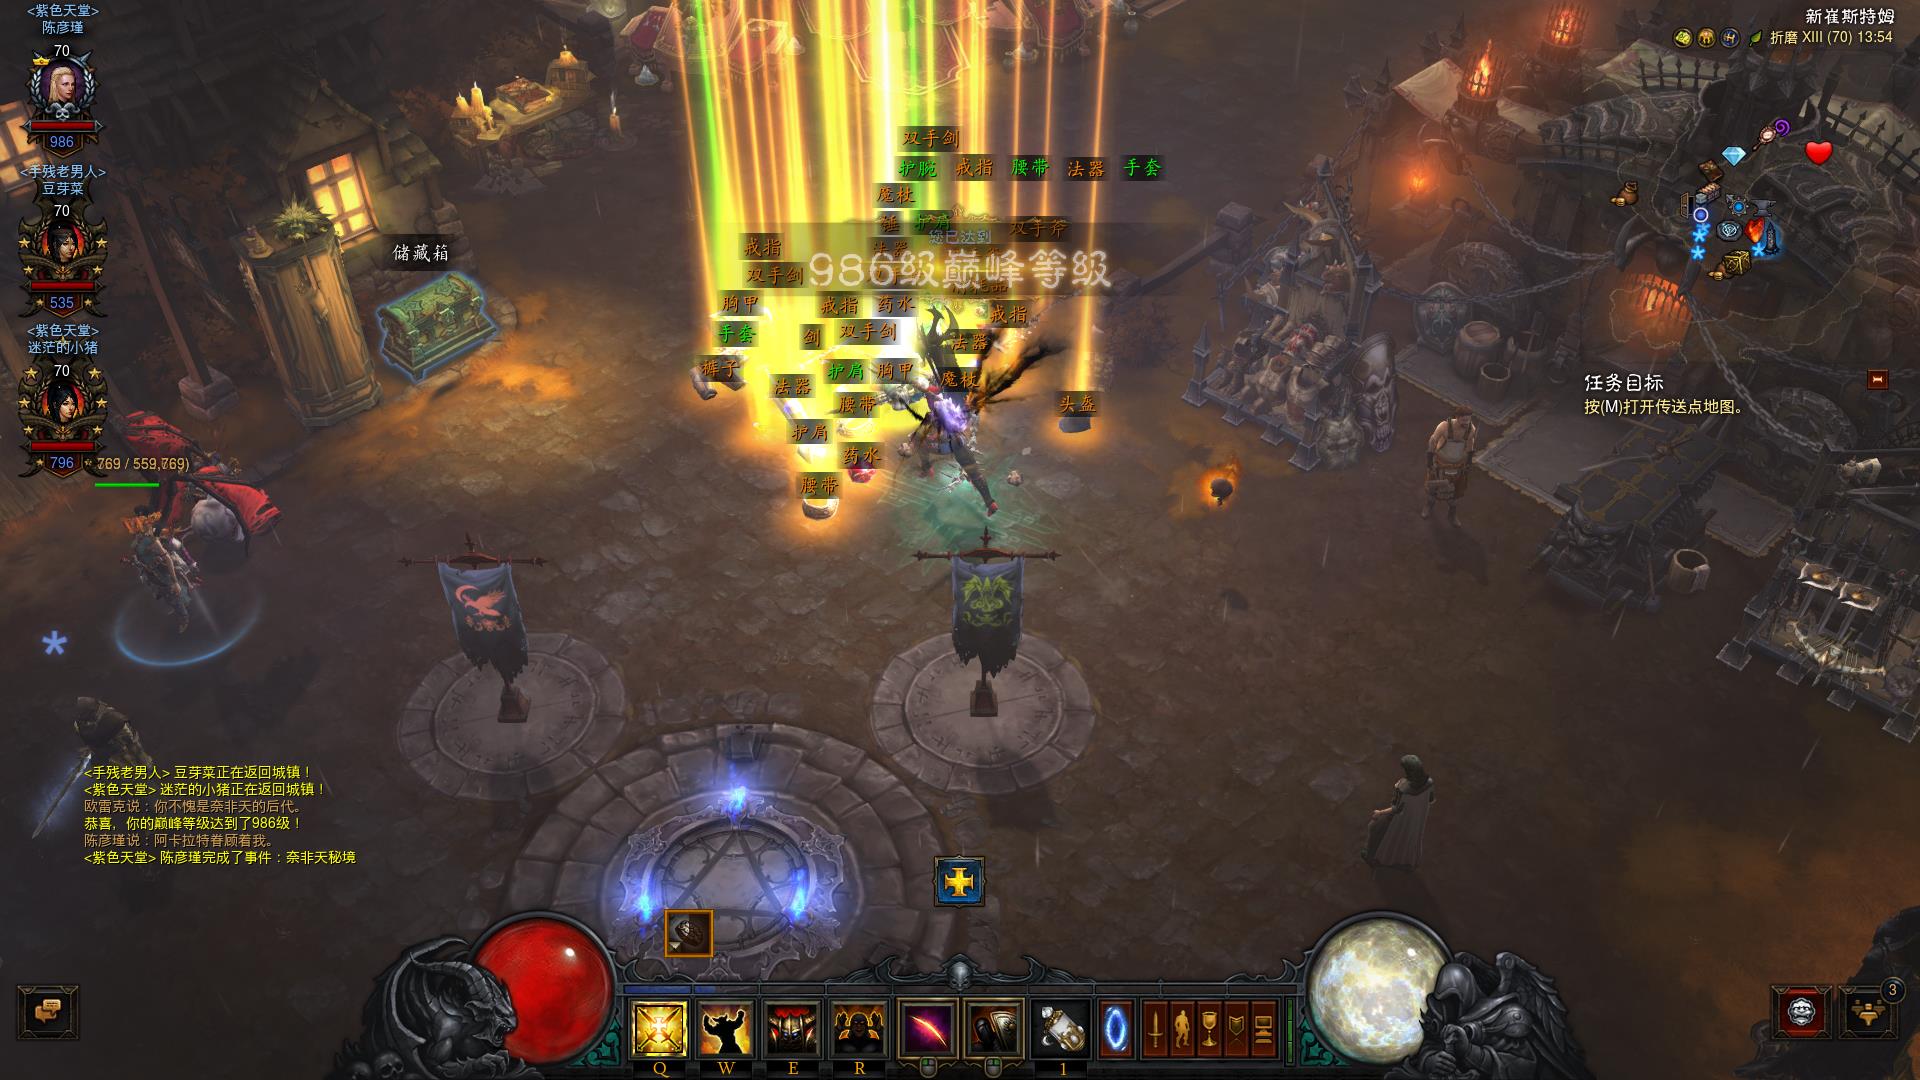 <紫色天堂>
陈彦瑾
70
986
<手残老男人>
豆芽菜
70
535
<紫色天堂>
迷茫的小猪
70
796
769 / 559,769)
新崔斯特姆
折磨 XIII (70) 13:54
任务目标
按(M)打开传送点地图。
储藏箱
双手剑
护腕 戒指 腰带 法器 手套
魔杖
锤 护肩 双手斧
您已达到
986级巅峰等级
戒指 法器
双手剑
胸甲 戒指 药水 戒指
手套 剑 双手剑 法器
裤子 法器 护肩 胸甲 魔杖
腰带 头盔
护肩
药水
腰带
<手残老男人> 豆芽菜正在返回城镇！
<紫色天堂> 迷茫的小猪正在返回城镇！
欧雷克说：你不愧是奈非天的后代。
恭喜，你的巅峰等级达到了986级！
陈彦瑾说：阿卡拉特眷顾着我。
<紫色天堂> 陈彦瑾完成了事件：奈非天秘境
Q W E R 1
3